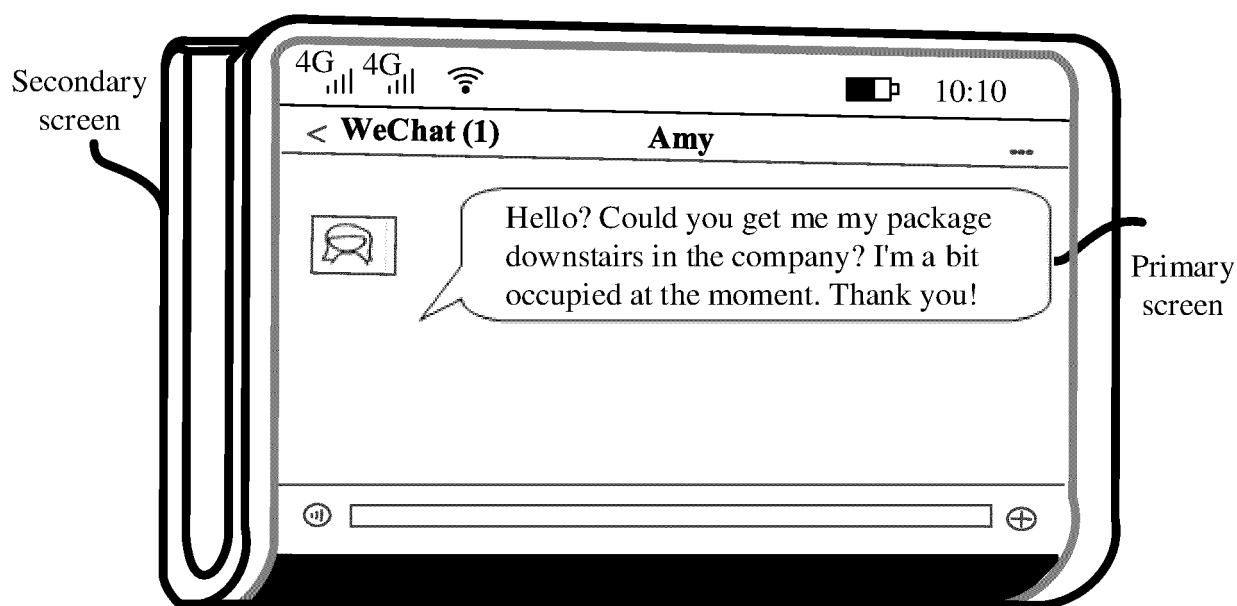 Secondary
screen
4G 4G 10:10
< WeChat (1) Amy ...
Hello? Could you get me my package
downstairs in the company? I'm a bit
occupied at the moment. Thank you!
Primary
screen